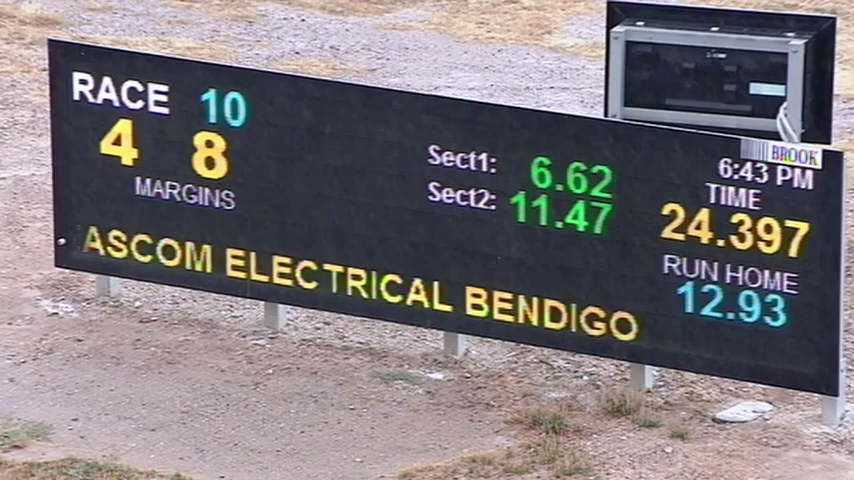 RACE 10
4 8
MARGINS
Sect1: 6.62
Sect2: 11.47
BROOK
6:43 PM
TIME
24.397
RUN HOME
12.93
ASCOM ELECTRICAL BENDIGO